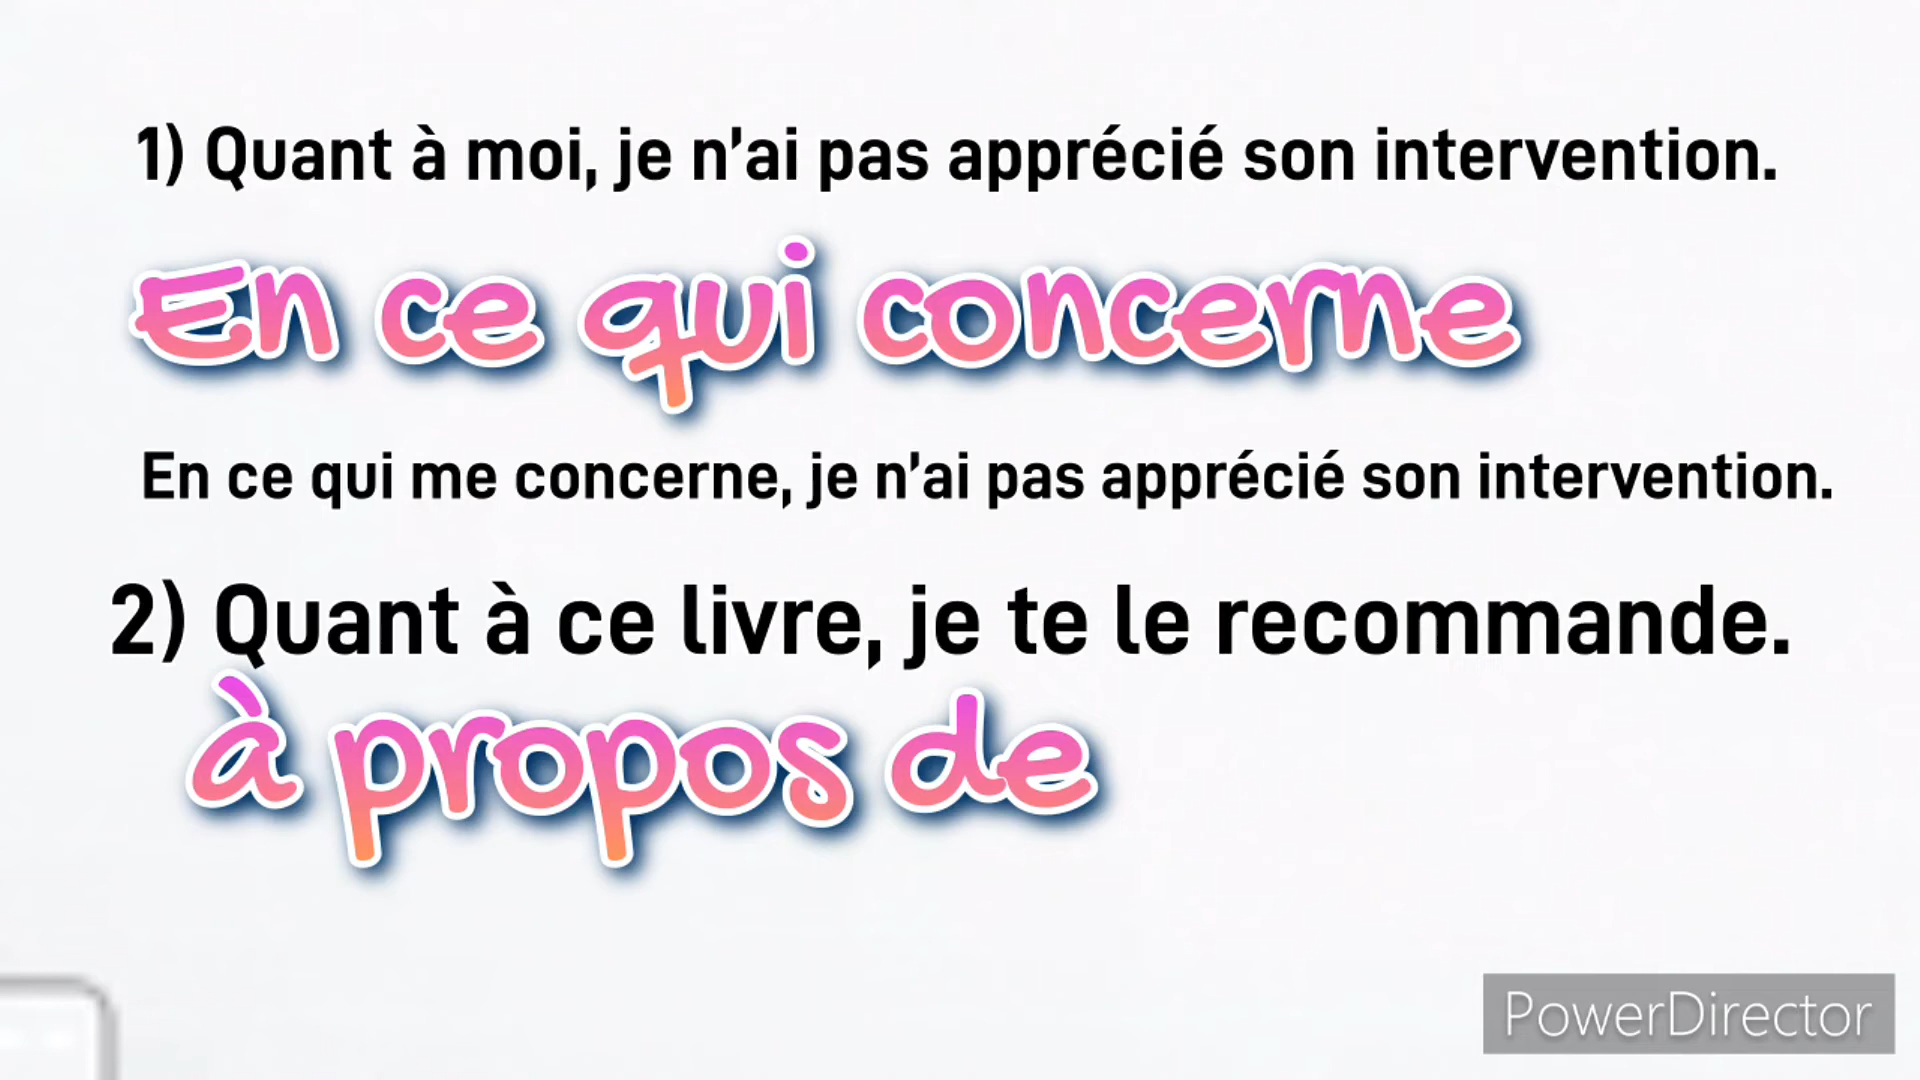 1) Quant à moi, je n’ai pas apprécié son intervention.
En ce qui concerne
En ce qui me concerne, je n’ai pas apprécié son intervention.
2) Quant à ce livre, je te le recommande.
à propos de
PowerDirector